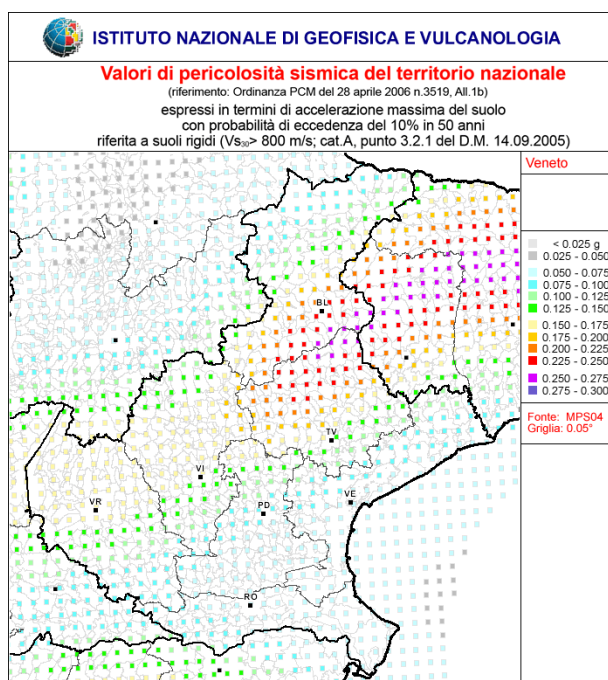 ISTITUTO NAZIONALE DI GEOFISICA E VULCANOLOGIA
Valori di pericolosità sismica del territorio nazionale
(riferimento: Ordinanza PCM del 28 aprile 2006 n.3519, All.1b)
espressi in termini di accelerazione massima del suolo
con probabilità di eccedenza del 10% in 50 anni
riferita a suoli rigidi (Vs30> 800 m/s; cat.A, punto 3.2.1 del D.M. 14.09.2005)
Veneto
< 0.025 g
0.025 - 0.050
0.050 - 0.075
0.075 - 0.100
0.100 - 0.125
0.125 - 0.150
0.150 - 0.175
0.175 - 0.200
0.200 - 0.225
0.225 - 0.250
0.250 - 0.275
0.275 - 0.300
Fonte: MPS04
Griglia: 0.05°
BL
TV
VI
VR
PD
VE
RO